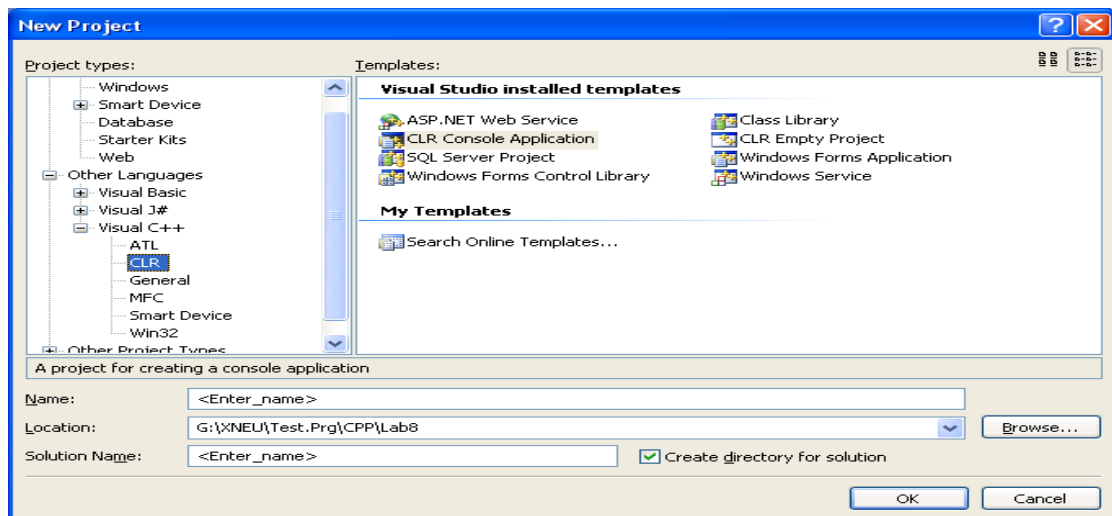 New Project
Project types:
Templates:
Windows
Smart Device
Database
Starter Kits
Web
Other Languages
Visual Basic
Visual J#
Visual C++
ATL
CLR
General
MFC
Smart Device
Win32
Other Project Types
Visual Studio installed templates
ASP.NET Web Service
Class Library
CLR Console Application
CLR Empty Project
SQL Server Project
Windows Forms Application
Windows Forms Control Library
Windows Service
My Templates
Search Online Templates...
A project for creating a console application
Name:
<Enter_name>
Location:
G:\XNEU\Test.Prg\CPP\Lab8
Browse...
Solution Name:
<Enter_name>
Create directory for solution
OK
Cancel